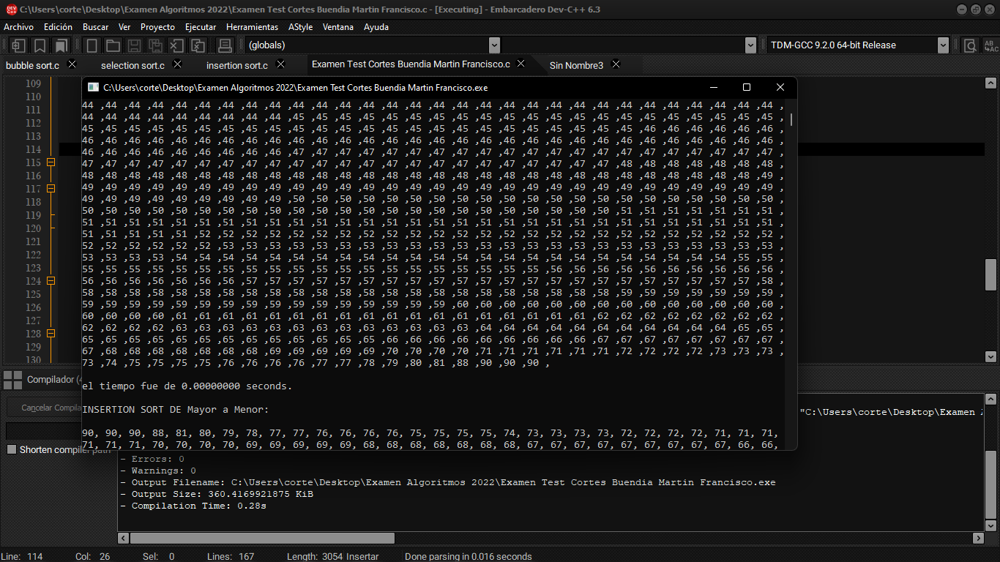 C:\Users\corte\Desktop\Examen Algoritmos 2022\Examen Test Cortes Buendia Martin Francisco.c - [Executing] - Embarcadero Dev-C++ 6.3
Archivo Edición Buscar Ver Proyecto Ejecutar Herramientas AStyle Ventana Ayuda
(globals) TDM-GCC 9.2.0 64-bit Release
bubble sort.c selection sort.c insertion sort.c Examen Test Cortes Buendia Martin Francisco.c Sin Nombre3
109
110
111
112
113
114
115
116
117
118
119
120
121
122
123
124
125
126
127
128
129
130
C:\Users\corte\Desktop\Examen Algoritmos 2022\Examen Test Cortes Buendia Martin Francisco.exe
44 ,44 ,44 ,44 ,44 ,44 ,44 ,44 ,44 ,44 ,44 ,44 ,44 ,44 ,44 ,44 ,44 ,44 ,44 ,44 ,44 ,44 ,44 ,44 ,44 ,44 ,44 ,44 ,44 ,44 ,
44 ,44 ,44 ,44 ,44 ,44 ,44 ,44 ,44 ,45 ,45 ,45 ,45 ,45 ,45 ,45 ,45 ,45 ,45 ,45 ,45 ,45 ,45 ,45 ,45 ,45 ,45 ,45 ,45 ,45 ,
45 ,45 ,45 ,45 ,45 ,45 ,45 ,45 ,45 ,45 ,45 ,45 ,45 ,45 ,45 ,45 ,45 ,45 ,45 ,45 ,45 ,45 ,45 ,45 ,46 ,46 ,46 ,46 ,46 ,46 ,
46 ,46 ,46 ,46 ,46 ,46 ,46 ,46 ,46 ,46 ,46 ,46 ,46 ,46 ,46 ,46 ,46 ,46 ,46 ,46 ,46 ,46 ,46 ,46 ,46 ,46 ,46 ,46 ,46 ,46 ,
46 ,46 ,46 ,46 ,46 ,46 ,46 ,46 ,46 ,47 ,47 ,47 ,47 ,47 ,47 ,47 ,47 ,47 ,47 ,47 ,47 ,47 ,47 ,47 ,47 ,47 ,47 ,47 ,47 ,47 ,
47 ,47 ,47 ,47 ,47 ,47 ,47 ,47 ,47 ,47 ,47 ,47 ,47 ,47 ,47 ,47 ,47 ,47 ,47 ,47 ,47 ,47 ,47 ,48 ,48 ,48 ,48 ,48 ,48 ,48 ,
48 ,48 ,48 ,48 ,48 ,48 ,48 ,48 ,48 ,48 ,48 ,48 ,48 ,48 ,48 ,48 ,48 ,48 ,48 ,48 ,48 ,48 ,48 ,48 ,48 ,48 ,48 ,48 ,48 ,49 ,
49 ,49 ,49 ,49 ,49 ,49 ,49 ,49 ,49 ,49 ,49 ,49 ,49 ,49 ,49 ,49 ,49 ,49 ,49 ,49 ,49 ,49 ,49 ,49 ,49 ,49 ,49 ,49 ,49 ,49 ,
49 ,49 ,49 ,49 ,49 ,49 ,49 ,49 ,49 ,50 ,50 ,50 ,50 ,50 ,50 ,50 ,50 ,50 ,50 ,50 ,50 ,50 ,50 ,50 ,50 ,50 ,50 ,50 ,50 ,50 ,
50 ,50 ,50 ,50 ,50 ,50 ,50 ,50 ,50 ,50 ,50 ,50 ,50 ,50 ,50 ,50 ,50 ,50 ,50 ,50 ,50 ,50 ,50 ,51 ,51 ,51 ,51 ,51 ,51 ,51 ,
51 ,51 ,51 ,51 ,51 ,51 ,51 ,51 ,51 ,51 ,51 ,51 ,51 ,51 ,51 ,51 ,51 ,51 ,51 ,51 ,51 ,51 ,51 ,51 ,51 ,51 ,51 ,51 ,51 ,51 ,
51 ,51 ,51 ,51 ,51 ,52 ,52 ,52 ,52 ,52 ,52 ,52 ,52 ,52 ,52 ,52 ,52 ,52 ,52 ,52 ,52 ,52 ,52 ,52 ,52 ,52 ,52 ,52 ,52 ,52 ,
52 ,52 ,52 ,52 ,52 ,52 ,53 ,53 ,53 ,53 ,53 ,53 ,53 ,53 ,53 ,53 ,53 ,53 ,53 ,53 ,53 ,53 ,53 ,53 ,53 ,53 ,53 ,53 ,53 ,53 ,
53 ,53 ,53 ,53 ,54 ,54 ,54 ,54 ,54 ,54 ,54 ,54 ,54 ,54 ,54 ,54 ,54 ,54 ,54 ,54 ,54 ,54 ,54 ,54 ,54 ,54 ,54 ,54 ,55 ,55 ,
55 ,55 ,55 ,55 ,55 ,55 ,55 ,55 ,55 ,55 ,55 ,55 ,55 ,55 ,55 ,55 ,55 ,55 ,55 ,55 ,56 ,56 ,56 ,56 ,56 ,56 ,56 ,56 ,56 ,56 ,
56 ,56 ,56 ,56 ,56 ,56 ,56 ,57 ,57 ,57 ,57 ,57 ,57 ,57 ,57 ,57 ,57 ,57 ,57 ,57 ,57 ,57 ,57 ,57 ,57 ,57 ,57 ,57 ,57 ,58 ,
58 ,58 ,58 ,58 ,58 ,58 ,58 ,58 ,58 ,58 ,58 ,58 ,58 ,58 ,58 ,58 ,58 ,58 ,58 ,58 ,58 ,58 ,58 ,59 ,59 ,59 ,59 ,59 ,59 ,59 ,
59 ,59 ,59 ,59 ,59 ,59 ,59 ,59 ,59 ,59 ,59 ,59 ,59 ,59 ,59 ,59 ,60 ,60 ,60 ,60 ,60 ,60 ,60 ,60 ,60 ,60 ,60 ,60 ,60 ,60 ,
60 ,60 ,60 ,60 ,61 ,61 ,61 ,61 ,61 ,61 ,61 ,61 ,61 ,61 ,61 ,61 ,61 ,61 ,61 ,61 ,61 ,61 ,62 ,62 ,62 ,62 ,62 ,62 ,62 ,62 ,
62 ,62 ,62 ,62 ,63 ,63 ,63 ,63 ,63 ,63 ,63 ,63 ,63 ,63 ,63 ,63 ,63 ,64 ,64 ,64 ,64 ,64 ,64 ,64 ,64 ,64 ,64 ,64 ,65 ,65 ,
65 ,65 ,65 ,65 ,65 ,65 ,65 ,65 ,65 ,65 ,65 ,65 ,65 ,66 ,66 ,66 ,66 ,66 ,66 ,66 ,66 ,66 ,67 ,67 ,67 ,67 ,67 ,67 ,67 ,67 ,
67 ,68 ,68 ,68 ,68 ,68 ,68 ,68 ,69 ,69 ,69 ,69 ,69 ,70 ,70 ,70 ,70 ,71 ,71 ,71 ,71 ,71 ,71 ,72 ,72 ,72 ,72 ,73 ,73 ,73 ,
73 ,74 ,75 ,75 ,75 ,75 ,76 ,76 ,76 ,76 ,77 ,77 ,78 ,79 ,80 ,81 ,88 ,90 ,90 ,90 ,
el tiempo fue de 0.00000000 seconds.
INSERTION SORT DE Mayor a Menor:
90, 90, 90, 88, 81, 80, 79, 78, 77, 77, 76, 76, 76, 76, 75, 75, 75, 75, 74, 73, 73, 73, 73, 72, 72, 72, 72, 71, 71, 71,
71, 71, 71, 70, 70, 70, 70, 69, 69, 69, 69, 69, 68, 68, 68, 68, 68, 68, 68, 67, 67, 67, 67, 67, 67, 67, 67, 67, 66, 66,
Compilador (4
Cancelar Compila
Shorten compiler path
"C:\Users\corte\Desktop\Examen
- Errors: 0
- Warnings: 0
- Output Filename: C:\Users\corte\Desktop\Examen Algoritmos 2022\Examen Test Cortes Buendia Martin Francisco.exe
- Output Size: 360.4169921875 KiB
- Compilation Time: 0.28s
Line: 114 Col: 26 Sel: 0 Lines: 167 Length: 3054 Insertar Done parsing in 0.016 seconds